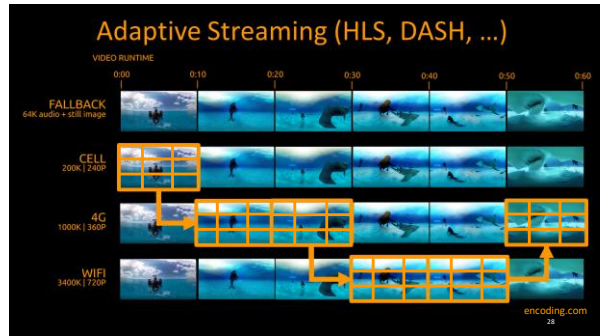 Adaptive Streaming (HLS, DASH, …)
VIDEO RUNTIME
0:00 0:10 0:20 0:30 0:40 0:50 0:60
FALLBACK
64K audio + still image
CELL
200K | 240P
4G
1000K | 360P
WIFI
3400K | 720P
encoding.com
28